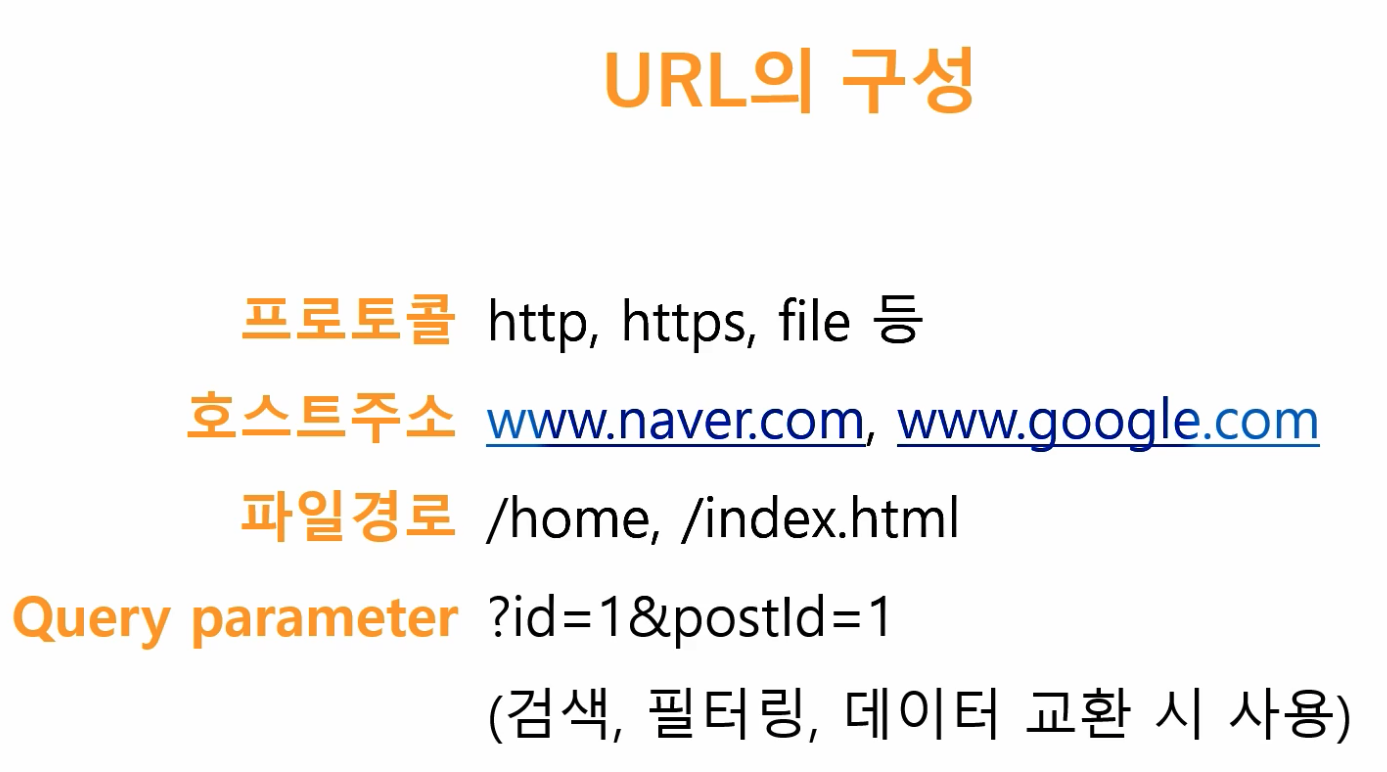 URL의 구성
프로토콜 http, https, file 등
호스트주소 www.naver.com, www.google.com
파일경로 /home, /index.html
Query parameter ?id=1&postId=1
(검색, 필터링, 데이터 교환 시 사용)